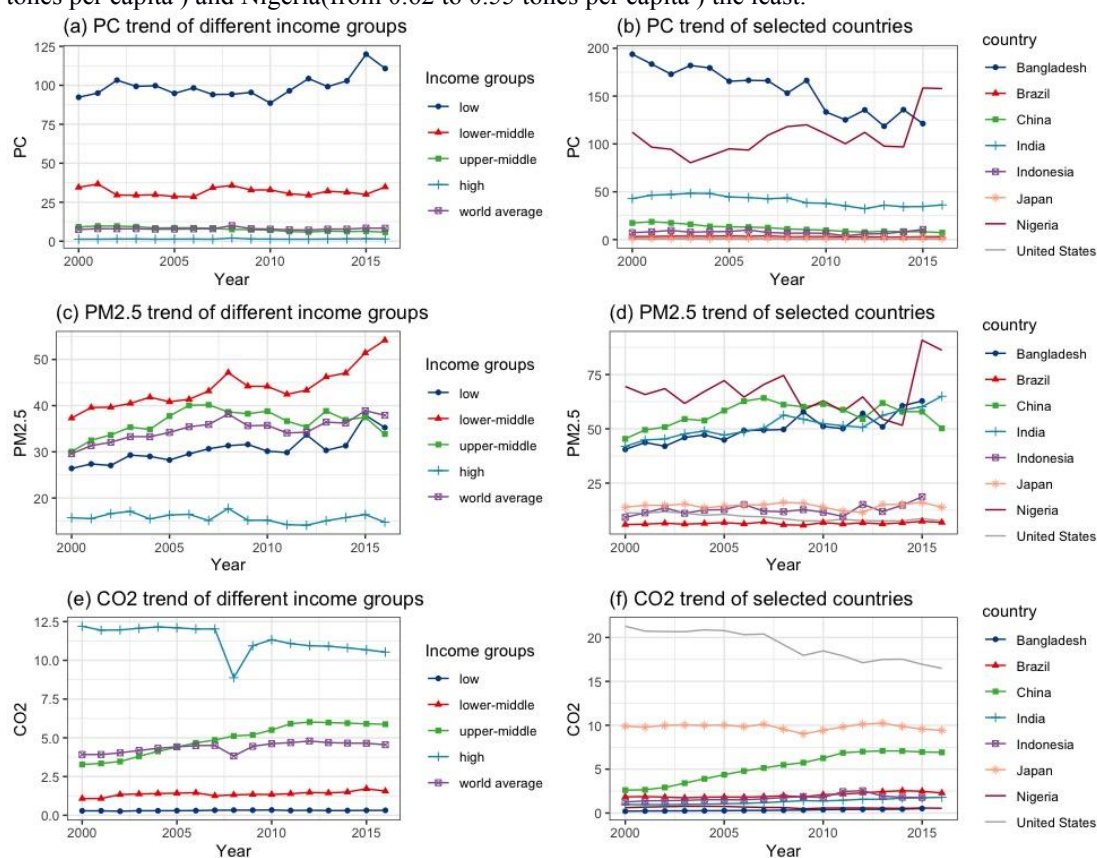 tones per capita ) and Nigeria(from 0.62 to 0.55 tones per capita ) the least.
(a) PC trend of different income groups
125
100
75
50
25
0
PC
2000 2005 2010 2015
Year
Income groups
low
lower-middle
upper-middle
high
world average
(b) PC trend of selected countries
200
150
100
50
0
PC
2000 2005 2010 2015
Year
country
Bangladesh
Brazil
China
India
Indonesia
Japan
Nigeria
United States
(c) PM2.5 trend of different income groups
50
40
30
20
PM2.5
2000 2005 2010 2015
Year
Income groups
low
lower-middle
upper-middle
high
world average
(d) PM2.5 trend of selected countries
75
50
25
PM2.5
2000 2005 2010 2015
Year
country
Bangladesh
Brazil
China
India
Indonesia
Japan
Nigeria
United States
(e) CO2 trend of different income groups
12.5
10.0
7.5
5.0
2.5
0.0
CO2
2000 2005 2010 2015
Year
Income groups
low
lower-middle
upper-middle
high
world average
(f) CO2 trend of selected countries
20
15
10
5
0
CO2
2000 2005 2010 2015
Year
country
Bangladesh
Brazil
China
India
Indonesia
Japan
Nigeria
United States